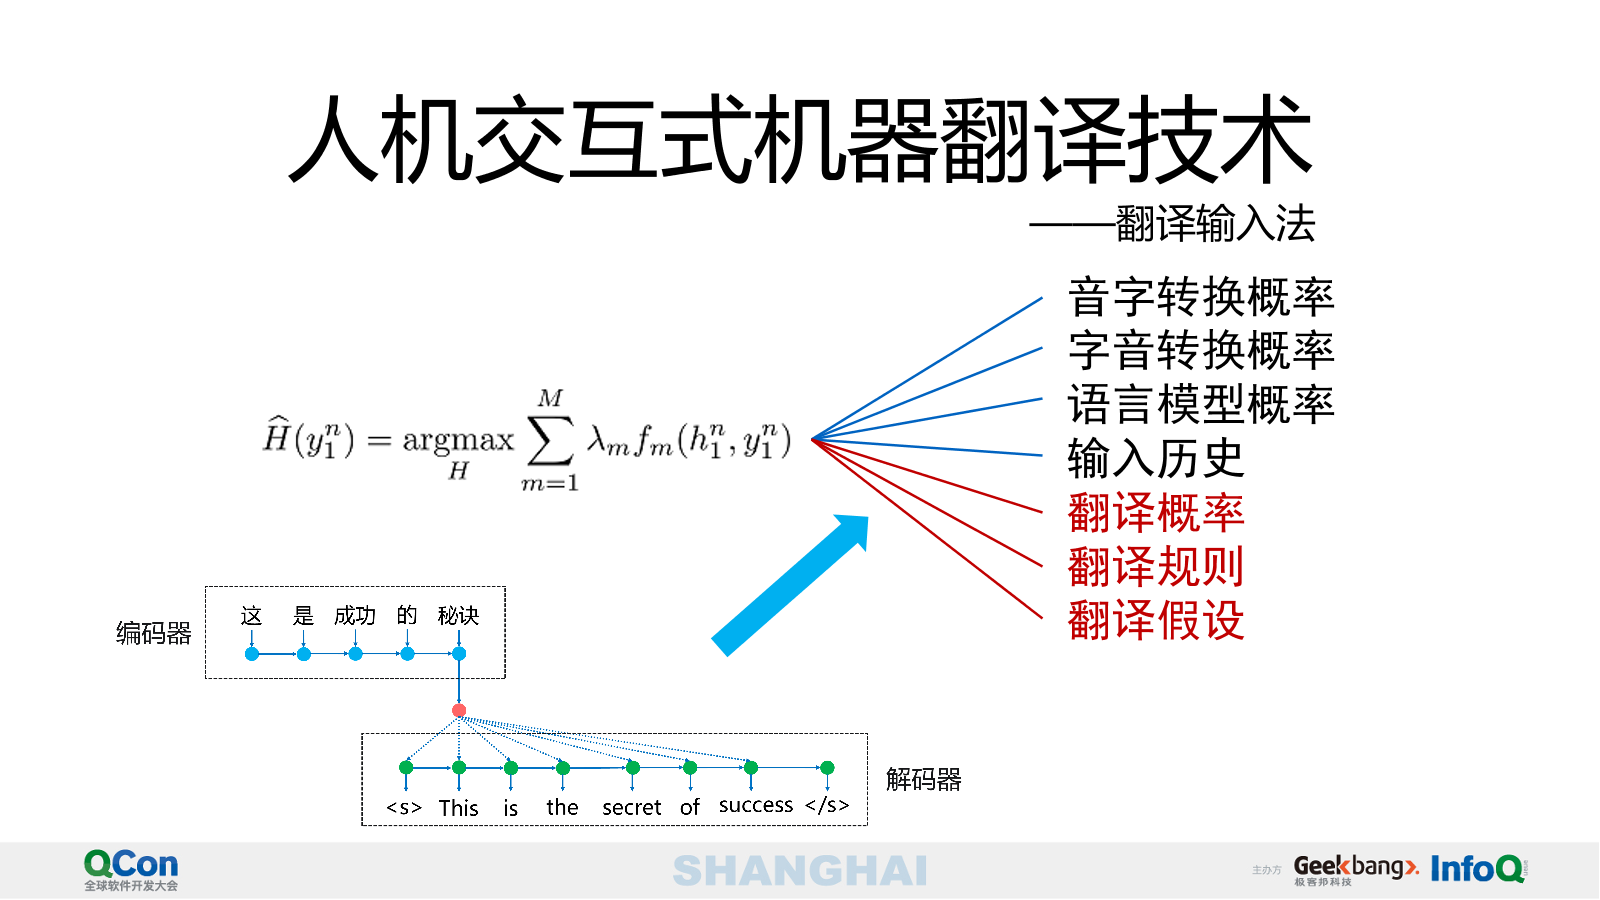 人机交互式机器翻译技术
——翻译输入法
音字转换概率
字音转换概率
语言模型概率
输入历史
翻译概率
翻译规则
翻译假设
$\widehat{H}(y_1^n) = \underset{H}{\operatorname{argmax}} \sum_{m=1}^{M} \lambda_m f_m(h_1^n, y_1^n)$
编码器
这 是 成功 的 秘诀
<s> This is the secret of success </s>
解码器
QCon
全球软件开发大会
SHANGHAI
主办方
Geekbang>.
极客邦科技
InfoQ